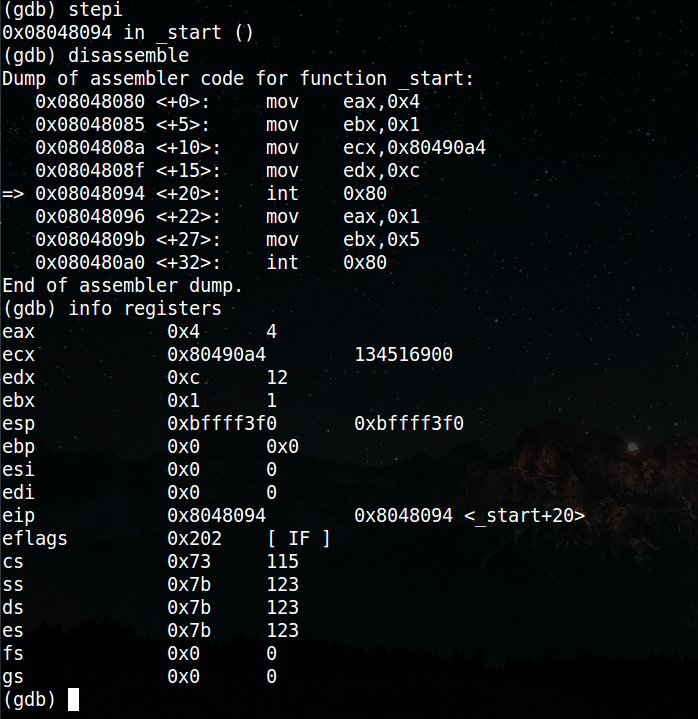 (gdb) stepi
0x08048094 in _start ()
(gdb) disassemble
Dump of assembler code for function _start:
   0x08048080 <+0>:     mov    eax,0x4
   0x08048085 <+5>:     mov    ebx,0x1
   0x0804808a <+10>:    mov    ecx,0x80490a4
   0x0804808f <+15>:    mov    edx,0xc
=> 0x08048094 <+20>:    int    0x80
   0x08048096 <+22>:    mov    eax,0x1
   0x0804809b <+27>:    mov    ebx,0x5
   0x080480a0 <+32>:    int    0x80
End of assembler dump.
(gdb) info registers
eax            0x4      4
ecx            0x80490a4        134516900
edx            0xc      12
ebx            0x1      1
esp            0xbffff3f0       0xbffff3f0
ebp            0x0      0x0
esi            0x0      0
edi            0x0      0
eip            0x8048094        0x8048094 <_start+20>
eflags         0x202    [ IF ]
cs             0x73     115
ss             0x7b     123
ds             0x7b     123
es             0x7b     123
fs             0x0      0
gs             0x0      0
(gdb)